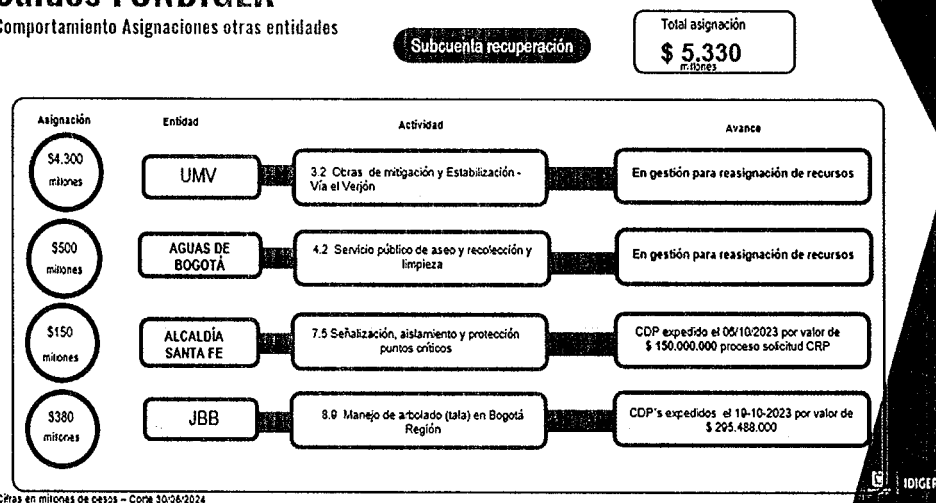 FONDIGER
Comportamiento Asignaciones otras entidades
Subcuenta recuperación
Total asignación
$ 5.330
millones
Asignación
Entidad
Actividad
Avance
$4.300
millones
UMV
3.2 Obras de mitigación y Estabilización -
Vía el Verjón
En gestión para reasignación de recursos
$500
millones
AGUAS DE
BOGOTÁ
4.2 Servicio público de aseo y recolección y
limpieza
En gestión para reasignación de recursos
$150
millones
ALCALDÍA
SANTA FE
7.5 Señalización, aislamiento y protección
puntos críticos
CDP expedido el 06/10/2023 por valor de
$ 150.000.000 proceso solicitud CRP
$380
millones
JBB
8.9 Manejo de arbolado (tala) en Bogotá
Región
CDP's expedidos el 19-10-2023 por valor de
$ 295.488.000
IDIGER
Cifras en millones de pesos – Corte 30/06/2024